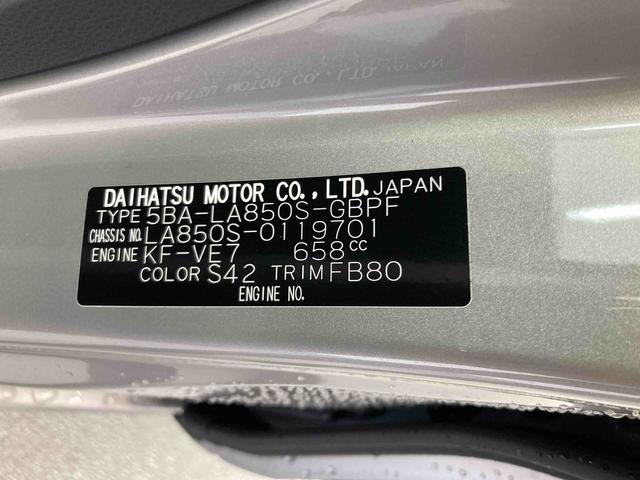 DAIHATSU MOTOR CO.,LTD. JAPAN
TYPE 5BA-LA850S-GBPF
CHASSIS NO. LA850S-0119701
ENGINE KF-VE7 658CC
COLOR S42 TRIM FB80
ENGINE NO.